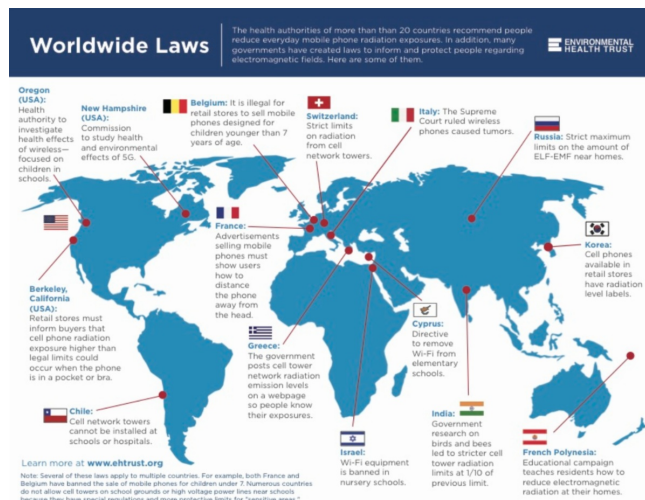 Worldwide Laws
The health authorities of more than than 20 countries recommend people
reduce everyday mobile phone radiation exposures. In addition, many
governments have created laws to inform and protect people regarding
electromagnetic fields. Here are some of them.
ENVIRONMENTAL
HEALTH TRUST
Oregon
(USA):
Health
authority to
investigate
health effects
of wireless—
focused on
children in
schools.
New Hampshire
(USA):
Commission
to study health
and environmental
effects of 5G.
Belgium: It is illegal for
retail stores to sell mobile
phones designed for
children younger than 7
years of age.
Switzerland:
Strict limits
on radiation
from cell
network towers.
Italy: The Supreme
Court ruled wireless
phones caused tumors.
Russia: Strict maximum
limits on the amount of
ELF-EMF near homes.
France:
Advertisements
selling mobile
phones must
show users
how to
distance
the phone
away from
the head.
Korea:
Cell phones
available in
retail stores
have radiation
level labels.
Berkeley,
California
(USA):
Retail stores must
inform buyers that
cell phone radiation
exposure higher than
legal limits could
occur when the phone
is in a pocket or bra.
Greece:
The government
posts cell tower
network radiation
emission levels
on a webpage
so people know
their exposures.
Cyprus:
Directive
to remove
Wi-Fi from
elementary
schools.
Chile:
Cell network towers
cannot be installed at
schools or hospitals.
Israel:
Wi-Fi equipment
is banned in
nursery schools.
India:
Government
research on
birds and bees
led to stricter
cell tower
radiation
limits at 1/10 of
previous limit.
French Polynesia:
Educational campaign
teaches residents how to
reduce electromagnetic
radiation at their homes.
Learn more at www.ehtrust.org
Note: Several of these laws apply to multiple countries. For example, both France and
Belgium have banned the sale of mobile phones for children under 7. Numerous countries
do not allow cell towers on school grounds or high voltage power lines near schools
because they have special regulations and more protective limits for "sensitive areas."